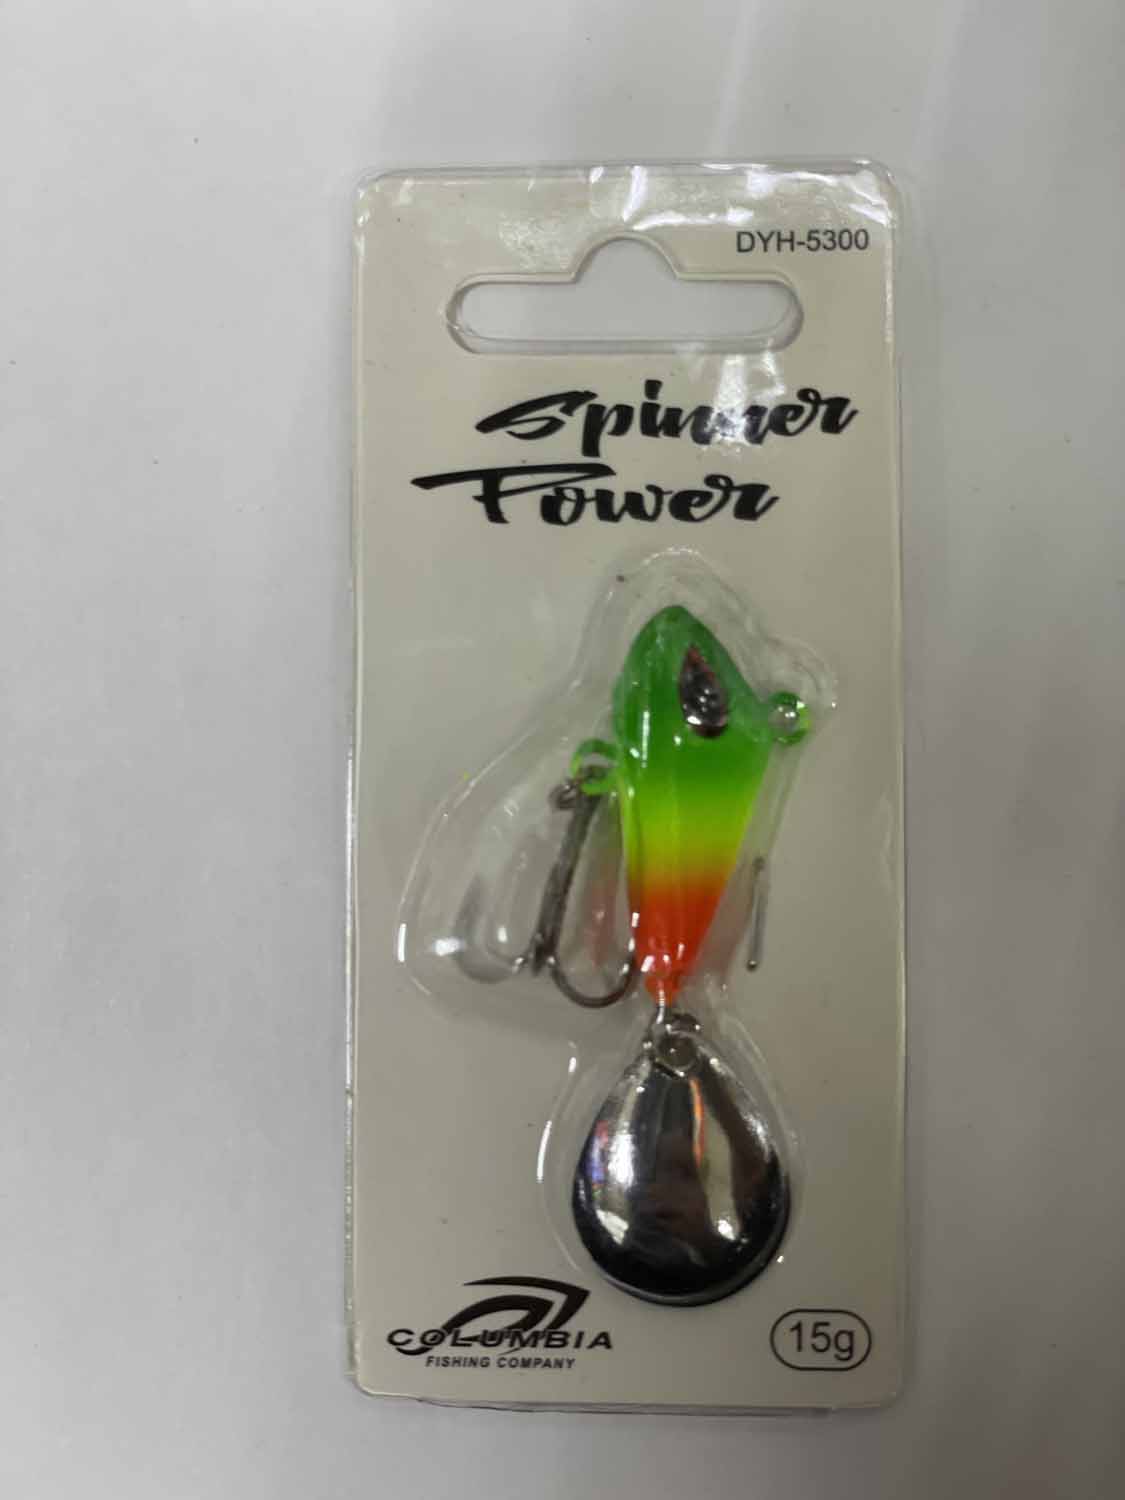 DYH-5300
Spinner
Power
COLUMBIA
FISHING COMPANY
15g